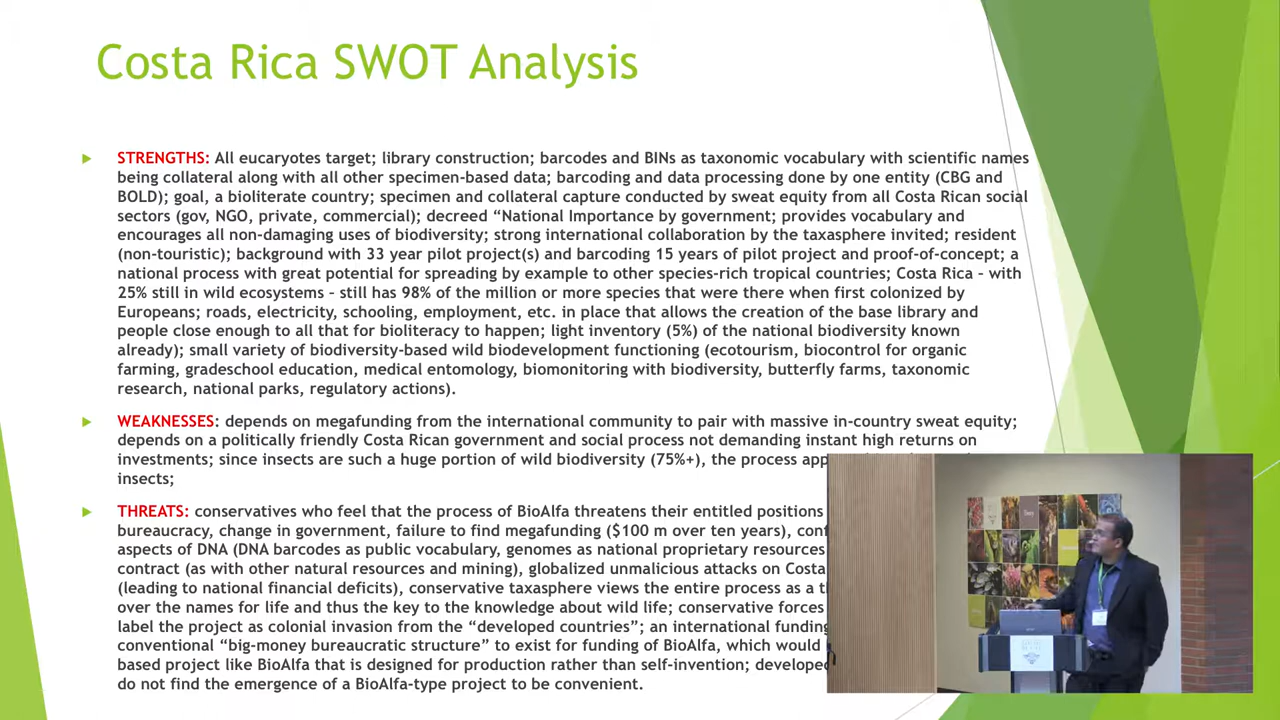 Costa Rica SWOT Analysis
STRENGTHS: All eucaryotes target; library construction; barcodes and BINs as taxonomic vocabulary with scientific names
being collateral along with all other specimen-based data; barcoding and data processing done by one entity (CBG and
BOLD); goal, a bioliterate country; specimen and collateral capture conducted by sweat equity from all Costa Rican social
sectors (gov, NGO, private, commercial); decreed “National Importance by government; provides vocabulary and
encourages all non-damaging uses of biodiversity; strong international collaboration by the taxasphere invited; resident
(non-touristic); background with 33 year pilot project(s) and barcoding 15 years of pilot project and proof-of-concept; a
national process with great potential for spreading by example to other species-rich tropical countries; Costa Rica – with
25% still in wild ecosystems – still has 98% of the million or more species that were there when first colonized by
Europeans; roads, electricity, schooling, employment, etc. in place that allows the creation of the base library and
people close enough to all that for bioliteracy to happen; light inventory (5%) of the national biodiversity known
already); small variety of biodiversity-based wild biodevelopment functioning (ecotourism, biocontrol for organic
farming, gradeschool education, medical entomology, biomonitoring with biodiversity, butterfly farms, taxonomic
research, national parks, regulatory actions).
WEAKNESSES: depends on megafunding from the international community to pair with massive in-country sweat equity;
depends on a politically friendly Costa Rican government and social process not demanding instant high returns on
investments; since insects are such a huge portion of wild biodiversity (75%+), the process
insects;
THREATS: conservatives who feel that the process of BioAlfa threatens their entitled positions
bureaucracy, change in government, failure to find megafunding ($100 m over ten years),
aspects of DNA (DNA barcodes as public vocabulary, genomes as national proprietary resources
contract (as with other natural resources and mining), globalized unmalicious attacks on Costa
(leading to national financial deficits), conservative taxasphere views the entire process as a
over the names for life and thus the key to the knowledge about wild life; conservative forces
label the project as colonial invasion from the “developed countries”; an international funding
conventional “big-money bureaucratic structure” to exist for funding of BioAlfa, which would
based project like BioAlfa that is designed for production rather than self-invention; developed
do not find the emergence of a BioAlfa-type project to be convenient.